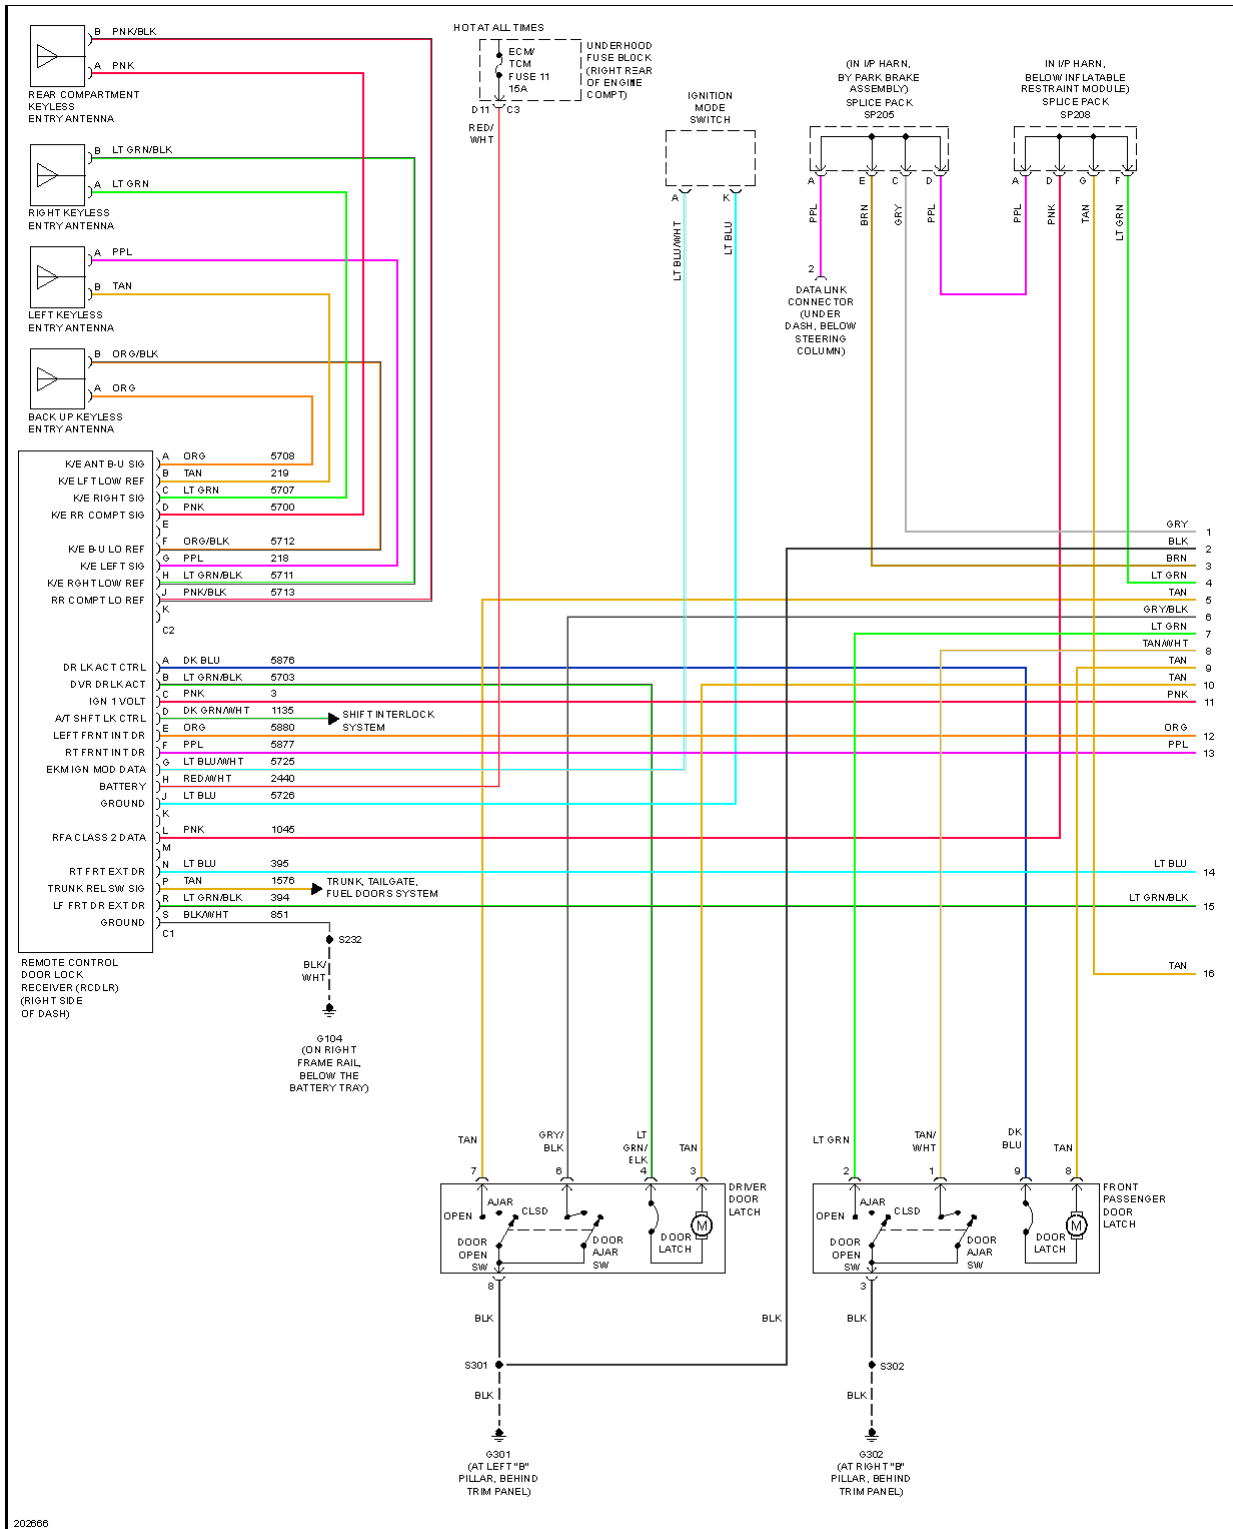 B PNK/BLK
A PNK
REAR COMPARTMENT
KEYLESS
ENTRY ANTENNA
B LT GRN/BLK
A LT GRN
RIGHT KEYLESS
ENTRY ANTENNA
A PPL
B TAN
LEFT KEYLESS
ENTRY ANTENNA
B ORG/BLK
A ORG
BACK UP KEYLESS
ENTRY ANTENNA
HOT AT ALL TIMES
ECM/
TCM
FUSE 11
15A
UNDERHOOD
FUSE BLOCK
(RIGHT REAR
OF ENGINE
COMPT)
D11 C3
RED/
WHT
IGNITION
MODE
SWITCH
A K
LT BLU/WHT
LT BLU
(IN I/P HARN,
BY PARK BRAKE
ASSEMBLY)
SPLICE PACK
SP205
A E C D
PPL
BRN
GRY
PPL
2
DATA LINK
CONNECTOR
(UNDER
DASH, BELOW
STEERING
COLUMN)
IN I/P HARN,
BELOW INFLATABLE
RESTRAINT MODULE)
SPLICE PACK
SP208
A D G F
PPL
PNK
TAN
LT GRN
K/E ANT B-U SIG A ORG 5708
K/E LFT LOW REF B TAN 219
K/E RIGHT SIG C LT GRN 5707
K/E RR COMPT SIG D PNK 5700
E
K/E B-U LO REF F ORG/BLK 5712
K/E LEFT SIG G PPL 218
K/E RGHT LOW REF H LT GRN/BLK 5711
RR COMPT LO REF J PNK/BLK 5713
K
C2
DR LK ACT CTRL A DK BLU 5876
DVR DR LK ACT B LT GRN/BLK 5703
IGN 1 VOLT C PNK 3
A/T SHFT LK CTRL D DK GRN/WHT 1135
SHIFT INTERLOCK
SYSTEM
LEFT FRNT INT DR E ORG 5880
RT FRNT INT DR F PPL 5877
EKM IGN MOD DATA G LT BLU/WHT 5725
BATTERY H RED/WHT 2440
GROUND J LT BLU 5726
K
RFA CLASS 2 DATA L PNK 1045
M
RT FRT EXT DR N LT BLU 395
TRUNK REL SW SIG P TAN 1576
TRUNK, TAILGATE,
FUEL DOORS SYSTEM
LF FRT DR EXT DR R LT GRN/BLK 394
GROUND S BLK/WHT 851
C1
REMOTE CONTROL
DOOR LOCK
RECEIVER (RCDLR)
(RIGHT SIDE
OF DASH)
S232
BLK/
WHT
G104
(ON RIGHT
FRAME RAIL,
BELOW THE
BATTERY TRAY)
GRY 1
BLK 2
BRN 3
LT GRN 4
TAN 5
GRY/BLK 6
LT GRN 7
TAN/WHT 8
TAN 9
TAN 10
PNK 11
ORG 12
PPL 13
LT BLU 14
LT GRN/BLK 15
TAN 16
TAN
GRY/
BLK
LT
GRN/
BLK
TAN
7 6 4 3
DRIVER
DOOR
LATCH
AJAR
OPEN
CLSD
DOOR
OPEN
SW
DOOR
AJAR
SW
DOOR
LATCH
M
8
BLK
BLK
S301
BLK
G301
(AT LEFT "B"
PILLAR, BEHIND
TRIM PANEL)
LT GRN
TAN/
WHT
DK
BLU
TAN
2 1 9 8
FRONT
PASSENGER
DOOR
LATCH
AJAR
OPEN
CLSD
DOOR
OPEN
SW
DOOR
AJAR
SW
DOOR
LATCH
M
3
BLK
S302
BLK
G302
(AT RIGHT "B"
PILLAR, BEHIND
TRIM PANEL)
202666